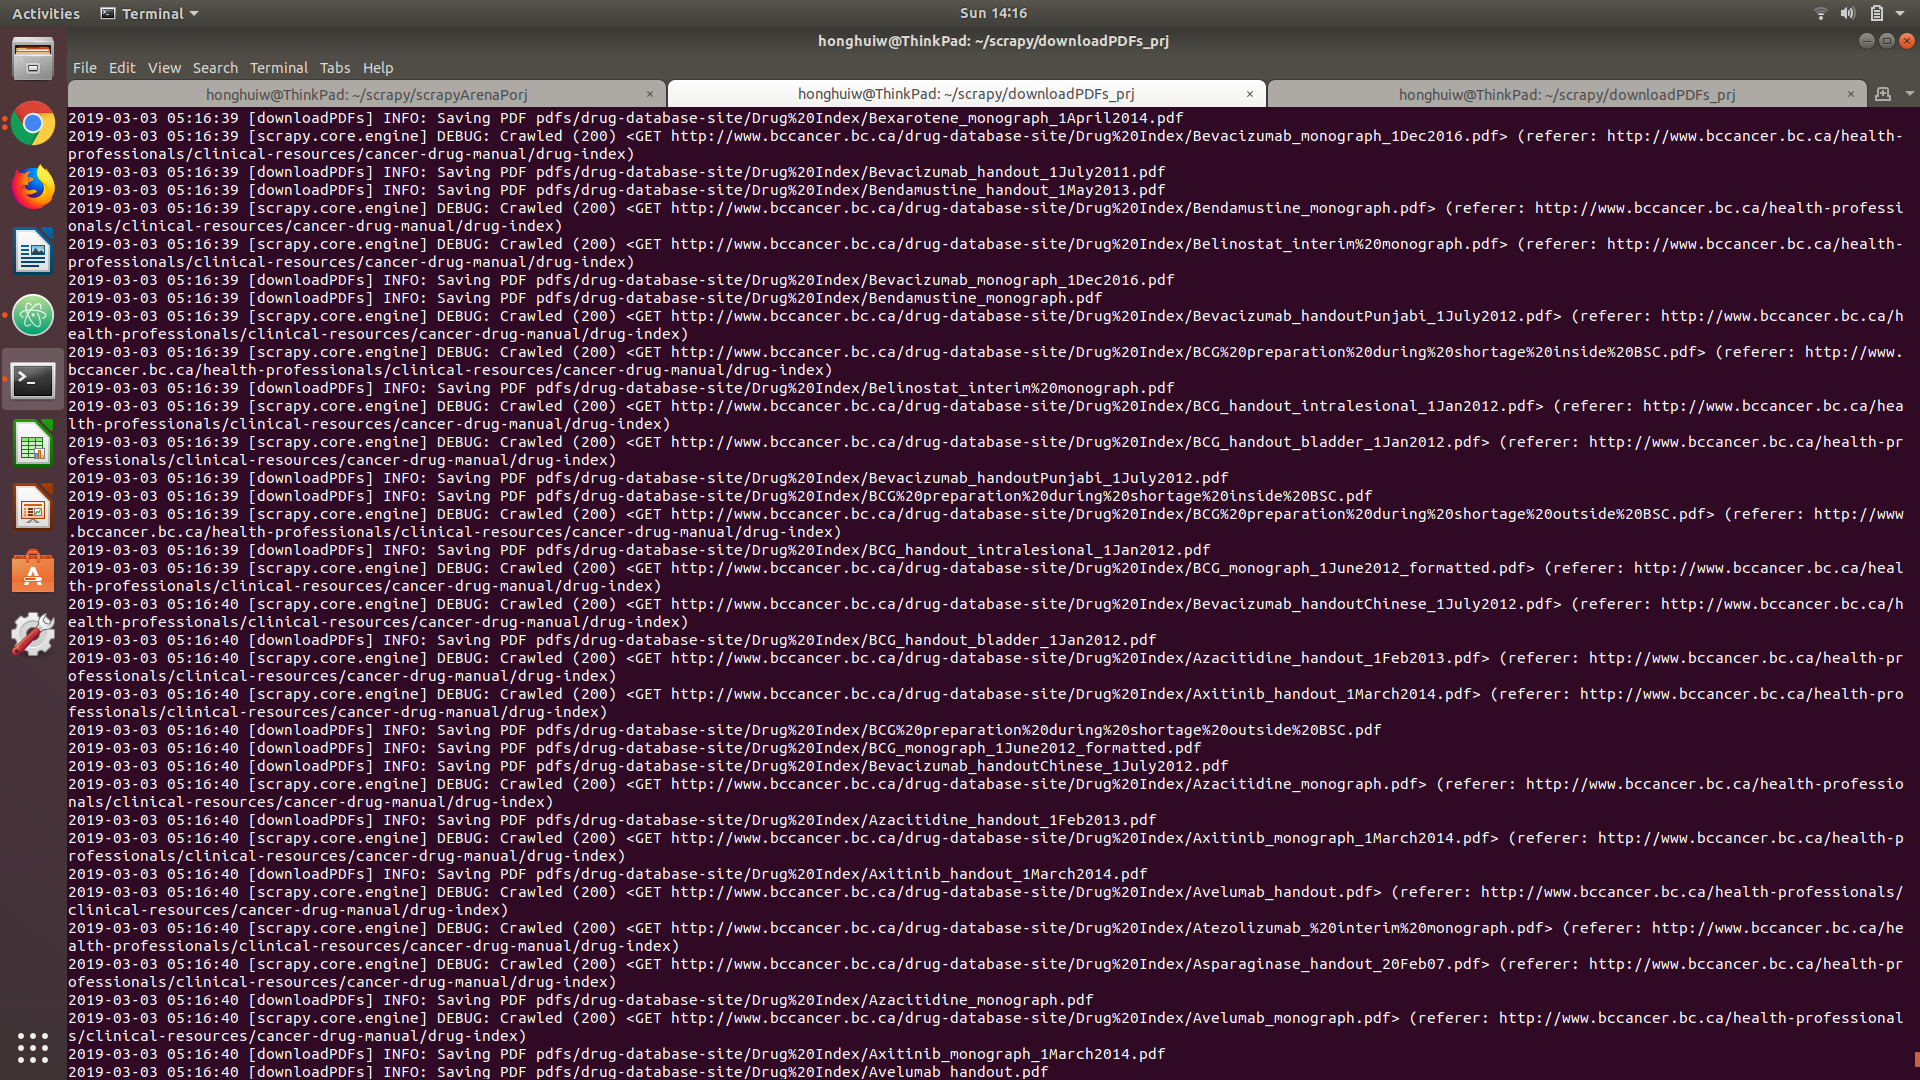 Activities Terminal Sun 14:16
honghuiw@ThinkPad: ~/scrapy/downloadPDFs_prj
File Edit View Search Terminal Tabs Help
honghuiw@ThinkPad: ~/scrapy/scrapyArenaPorj × honghuiw@ThinkPad: ~/scrapy/downloadPDFs_prj × honghuiw@ThinkPad: ~/scrapy/downloadPDFs_prj ×
2019-03-03 05:16:39 [downloadPDFs] INFO: Saving PDF pdfs/drug-database-site/Drug%20Index/Bexarotene_monograph_1April2014.pdf
2019-03-03 05:16:39 [scrapy.core.engine] DEBUG: Crawled (200) <GET http://www.bccancer.bc.ca/drug-database-site/Drug%20Index/Bevacizumab_monograph_1Dec2016.pdf> (referer: http://www.bccancer.bc.ca/health-
professionals/clinical-resources/cancer-drug-manual/drug-index)
2019-03-03 05:16:39 [downloadPDFs] INFO: Saving PDF pdfs/drug-database-site/Drug%20Index/Bevacizumab_handout_1July2011.pdf
2019-03-03 05:16:39 [downloadPDFs] INFO: Saving PDF pdfs/drug-database-site/Drug%20Index/Bendamustine_handout_1May2013.pdf
2019-03-03 05:16:39 [scrapy.core.engine] DEBUG: Crawled (200) <GET http://www.bccancer.bc.ca/drug-database-site/Drug%20Index/Bendamustine_monograph.pdf> (referer: http://www.bccancer.bc.ca/health-professi
onals/clinical-resources/cancer-drug-manual/drug-index)
2019-03-03 05:16:39 [scrapy.core.engine] DEBUG: Crawled (200) <GET http://www.bccancer.bc.ca/drug-database-site/Drug%20Index/Belinostat_interim%20monograph.pdf> (referer: http://www.bccancer.bc.ca/health-
professionals/clinical-resources/cancer-drug-manual/drug-index)
2019-03-03 05:16:39 [downloadPDFs] INFO: Saving PDF pdfs/drug-database-site/Drug%20Index/Bevacizumab_monograph_1Dec2016.pdf
2019-03-03 05:16:39 [downloadPDFs] INFO: Saving PDF pdfs/drug-database-site/Drug%20Index/Bendamustine_monograph.pdf
2019-03-03 05:16:39 [scrapy.core.engine] DEBUG: Crawled (200) <GET http://www.bccancer.bc.ca/drug-database-site/Drug%20Index/Bevacizumab_handoutPunjabi_1July2012.pdf> (referer: http://www.bccancer.bc.ca/h
ealth-professionals/clinical-resources/cancer-drug-manual/drug-index)
2019-03-03 05:16:39 [scrapy.core.engine] DEBUG: Crawled (200) <GET http://www.bccancer.bc.ca/drug-database-site/Drug%20Index/BCG%20preparation%20during%20shortage%20inside%20BSC.pdf> (referer: http://www.
bccancer.bc.ca/health-professionals/clinical-resources/cancer-drug-manual/drug-index)
2019-03-03 05:16:39 [downloadPDFs] INFO: Saving PDF pdfs/drug-database-site/Drug%20Index/Belinostat_interim%20monograph.pdf
2019-03-03 05:16:39 [scrapy.core.engine] DEBUG: Crawled (200) <GET http://www.bccancer.bc.ca/drug-database-site/Drug%20Index/BCG_handout_intralesional_1Jan2012.pdf> (referer: http://www.bccancer.bc.ca/hea
lth-professionals/clinical-resources/cancer-drug-manual/drug-index)
2019-03-03 05:16:39 [scrapy.core.engine] DEBUG: Crawled (200) <GET http://www.bccancer.bc.ca/drug-database-site/Drug%20Index/BCG_handout_bladder_1Jan2012.pdf> (referer: http://www.bccancer.bc.ca/health-pr
ofessionals/clinical-resources/cancer-drug-manual/drug-index)
2019-03-03 05:16:39 [downloadPDFs] INFO: Saving PDF pdfs/drug-database-site/Drug%20Index/Bevacizumab_handoutPunjabi_1July2012.pdf
2019-03-03 05:16:39 [downloadPDFs] INFO: Saving PDF pdfs/drug-database-site/Drug%20Index/BCG%20preparation%20during%20shortage%20inside%20BSC.pdf
2019-03-03 05:16:39 [scrapy.core.engine] DEBUG: Crawled (200) <GET http://www.bccancer.bc.ca/drug-database-site/Drug%20Index/BCG%20preparation%20during%20shortage%20outside%20BSC.pdf> (referer: http://www
.bccancer.bc.ca/health-professionals/clinical-resources/cancer-drug-manual/drug-index)
2019-03-03 05:16:39 [downloadPDFs] INFO: Saving PDF pdfs/drug-database-site/Drug%20Index/BCG_handout_intralesional_1Jan2012.pdf
2019-03-03 05:16:39 [scrapy.core.engine] DEBUG: Crawled (200) <GET http://www.bccancer.bc.ca/drug-database-site/Drug%20Index/BCG_monograph_1June2012_formatted.pdf> (referer: http://www.bccancer.bc.ca/heal
th-professionals/clinical-resources/cancer-drug-manual/drug-index)
2019-03-03 05:16:40 [scrapy.core.engine] DEBUG: Crawled (200) <GET http://www.bccancer.bc.ca/drug-database-site/Drug%20Index/Bevacizumab_handoutChinese_1July2012.pdf> (referer: http://www.bccancer.bc.ca/h
ealth-professionals/clinical-resources/cancer-drug-manual/drug-index)
2019-03-03 05:16:40 [downloadPDFs] INFO: Saving PDF pdfs/drug-database-site/Drug%20Index/BCG_handout_bladder_1Jan2012.pdf
2019-03-03 05:16:40 [scrapy.core.engine] DEBUG: Crawled (200) <GET http://www.bccancer.bc.ca/drug-database-site/Drug%20Index/Azacitidine_handout_1Feb2013.pdf> (referer: http://www.bccancer.bc.ca/health-pr
ofessionals/clinical-resources/cancer-drug-manual/drug-index)
2019-03-03 05:16:40 [scrapy.core.engine] DEBUG: Crawled (200) <GET http://www.bccancer.bc.ca/drug-database-site/Drug%20Index/Axitinib_handout_1March2014.pdf> (referer: http://www.bccancer.bc.ca/health-pro
fessionals/clinical-resources/cancer-drug-manual/drug-index)
2019-03-03 05:16:40 [downloadPDFs] INFO: Saving PDF pdfs/drug-database-site/Drug%20Index/BCG%20preparation%20during%20shortage%20outside%20BSC.pdf
2019-03-03 05:16:40 [downloadPDFs] INFO: Saving PDF pdfs/drug-database-site/Drug%20Index/BCG_monograph_1June2012_formatted.pdf
2019-03-03 05:16:40 [downloadPDFs] INFO: Saving PDF pdfs/drug-database-site/Drug%20Index/Bevacizumab_handoutChinese_1July2012.pdf
2019-03-03 05:16:40 [scrapy.core.engine] DEBUG: Crawled (200) <GET http://www.bccancer.bc.ca/drug-database-site/Drug%20Index/Azacitidine_monograph.pdf> (referer: http://www.bccancer.bc.ca/health-professio
nals/clinical-resources/cancer-drug-manual/drug-index)
2019-03-03 05:16:40 [downloadPDFs] INFO: Saving PDF pdfs/drug-database-site/Drug%20Index/Azacitidine_handout_1Feb2013.pdf
2019-03-03 05:16:40 [scrapy.core.engine] DEBUG: Crawled (200) <GET http://www.bccancer.bc.ca/drug-database-site/Drug%20Index/Axitinib_monograph_1March2014.pdf> (referer: http://www.bccancer.bc.ca/health-p
rofessionals/clinical-resources/cancer-drug-manual/drug-index)
2019-03-03 05:16:40 [downloadPDFs] INFO: Saving PDF pdfs/drug-database-site/Drug%20Index/Axitinib_handout_1March2014.pdf
2019-03-03 05:16:40 [scrapy.core.engine] DEBUG: Crawled (200) <GET http://www.bccancer.bc.ca/drug-database-site/Drug%20Index/Avelumab_handout.pdf> (referer: http://www.bccancer.bc.ca/health-professionals/
clinical-resources/cancer-drug-manual/drug-index)
2019-03-03 05:16:40 [scrapy.core.engine] DEBUG: Crawled (200) <GET http://www.bccancer.bc.ca/drug-database-site/Drug%20Index/Atezolizumab_%20interim%20monograph.pdf> (referer: http://www.bccancer.bc.ca/he
alth-professionals/clinical-resources/cancer-drug-manual/drug-index)
2019-03-03 05:16:40 [scrapy.core.engine] DEBUG: Crawled (200) <GET http://www.bccancer.bc.ca/drug-database-site/Drug%20Index/Asparaginase_handout_20Feb07.pdf> (referer: http://www.bccancer.bc.ca/health-pr
ofessionals/clinical-resources/cancer-drug-manual/drug-index)
2019-03-03 05:16:40 [downloadPDFs] INFO: Saving PDF pdfs/drug-database-site/Drug%20Index/Azacitidine_monograph.pdf
2019-03-03 05:16:40 [scrapy.core.engine] DEBUG: Crawled (200) <GET http://www.bccancer.bc.ca/drug-database-site/Drug%20Index/Avelumab_monograph.pdf> (referer: http://www.bccancer.bc.ca/health-professional
s/clinical-resources/cancer-drug-manual/drug-index)
2019-03-03 05:16:40 [downloadPDFs] INFO: Saving PDF pdfs/drug-database-site/Drug%20Index/Axitinib_monograph_1March2014.pdf
2019-03-03 05:16:40 [downloadPDFs] INFO: Saving PDF pdfs/drug-database-site/Drug%20Index/Avelumab_handout.pdf